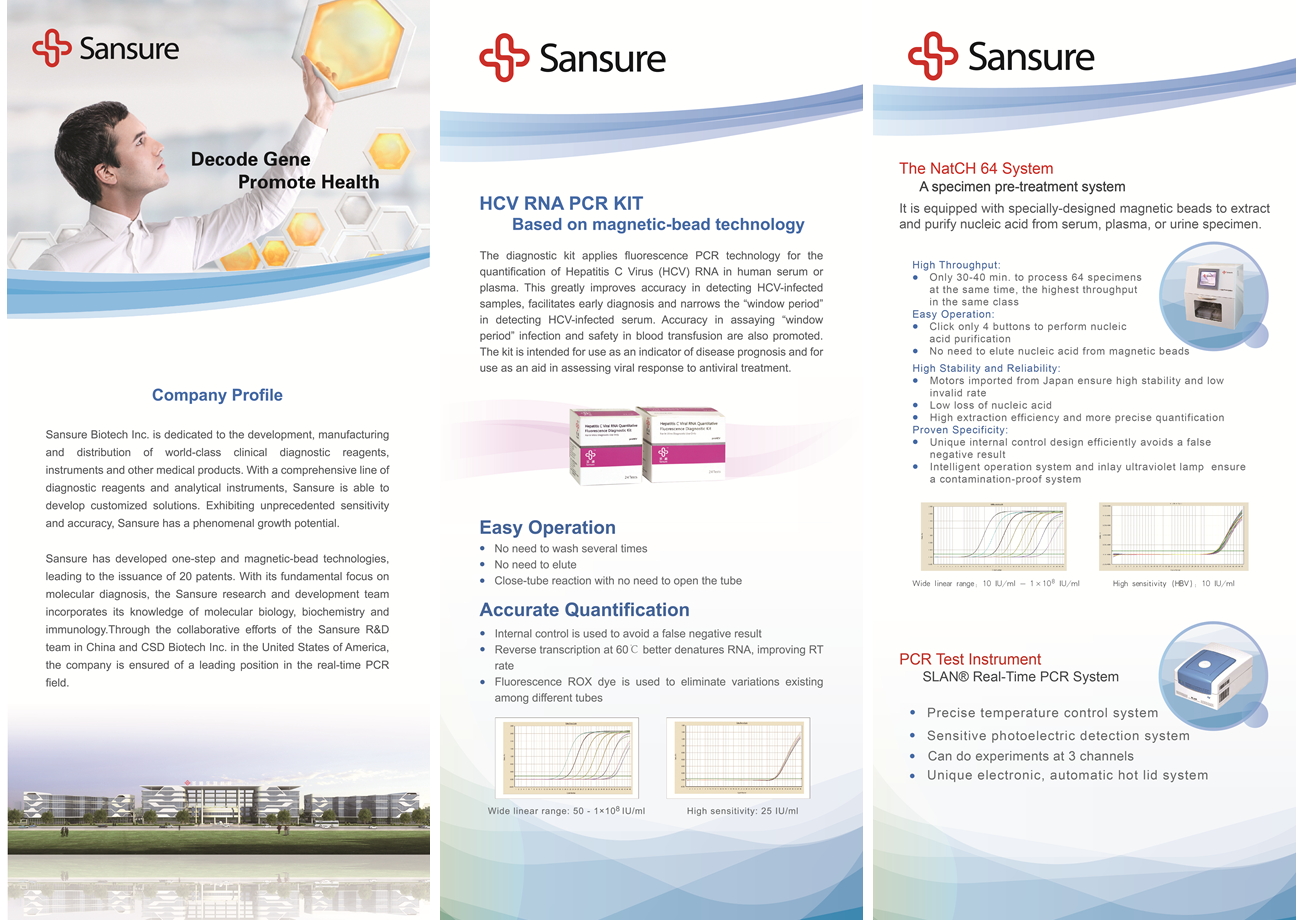 Sansure
Decode Gene
Promote Health
Company Profile
Sansure Biotech Inc. is dedicated to the development, manufacturing
and distribution of world-class clinical diagnostic reagents,
instruments and other medical products. With a comprehensive line of
diagnostic reagents and analytical instruments, Sansure is able to
develop customized solutions. Exhibiting unprecedented sensitivity
and accuracy, Sansure has a phenomenal growth potential.
Sansure has developed one-step and magnetic-bead technologies,
leading to the issuance of 20 patents. With its fundamental focus on
molecular diagnosis, the Sansure research and development team
incorporates its knowledge of molecular biology, biochemistry and
immunology.Through the collaborative efforts of the Sansure R&D
team in China and CSD Biotech Inc. in the United States of America,
the company is ensured of a leading position in the real-time PCR
field.
Sansure
HCV RNA PCR KIT
Based on magnetic-bead technology
The diagnostic kit applies fluorescence PCR technology for the
quantification of Hepatitis C Virus (HCV) RNA in human serum or
plasma. This greatly improves accuracy in detecting HCV-infected
samples, facilitates early diagnosis and narrows the “window period”
in detecting HCV-infected serum. Accuracy in assaying “window
period” infection and safety in blood transfusion are also promoted.
The kit is intended for use as an indicator of disease prognosis and for
use as an aid in assessing viral response to antiviral treatment.
Hepatitis C Viral RNA Quantitative
Fluorescence Diagnostic Kit
Hepatitis C Viral RNA Quantitative
Fluorescence Diagnostic Kit
Easy Operation
• No need to wash several times
• No need to elute
• Close-tube reaction with no need to open the tube
Accurate Quantification
• Internal control is used to avoid a false negative result
• Reverse transcription at 60℃ better denatures RNA, improving RT
rate
• Fluorescence ROX dye is used to eliminate variations existing
among different tubes
Wide linear range: 50 - 1×10⁸ IU/ml
High sensitivity: 25 IU/ml
Sansure
The NatCH 64 System
A specimen pre-treatment system
It is equipped with specially-designed magnetic beads to extract
and purify nucleic acid from serum, plasma, or urine specimen.
High Throughput:
• Only 30-40 min. to process 64 specimens
at the same time, the highest throughput
in the same class
Easy Operation:
• Click only 4 buttons to perform nucleic
acid purification
• No need to elute nucleic acid from magnetic beads
High Stability and Reliability:
• Motors imported from Japan ensure high stability and low
invalid rate
• Low loss of nucleic acid
• High extraction efficiency and more precise quantification
Proven Specificity:
• Unique internal control design efficiently avoids a false
negative result
• Intelligent operation system and inlay ultraviolet lamp ensure
a contamination-proof system
Wide linear range: 10 IU/ml — 1×10⁸ IU/ml
High sensitivity (HBV): 10 IU/ml
PCR Test Instrument
SLAN® Real-Time PCR System
• Precise temperature control system
• Sensitive photoelectric detection system
• Can do experiments at 3 channels
• Unique electronic, automatic hot lid system